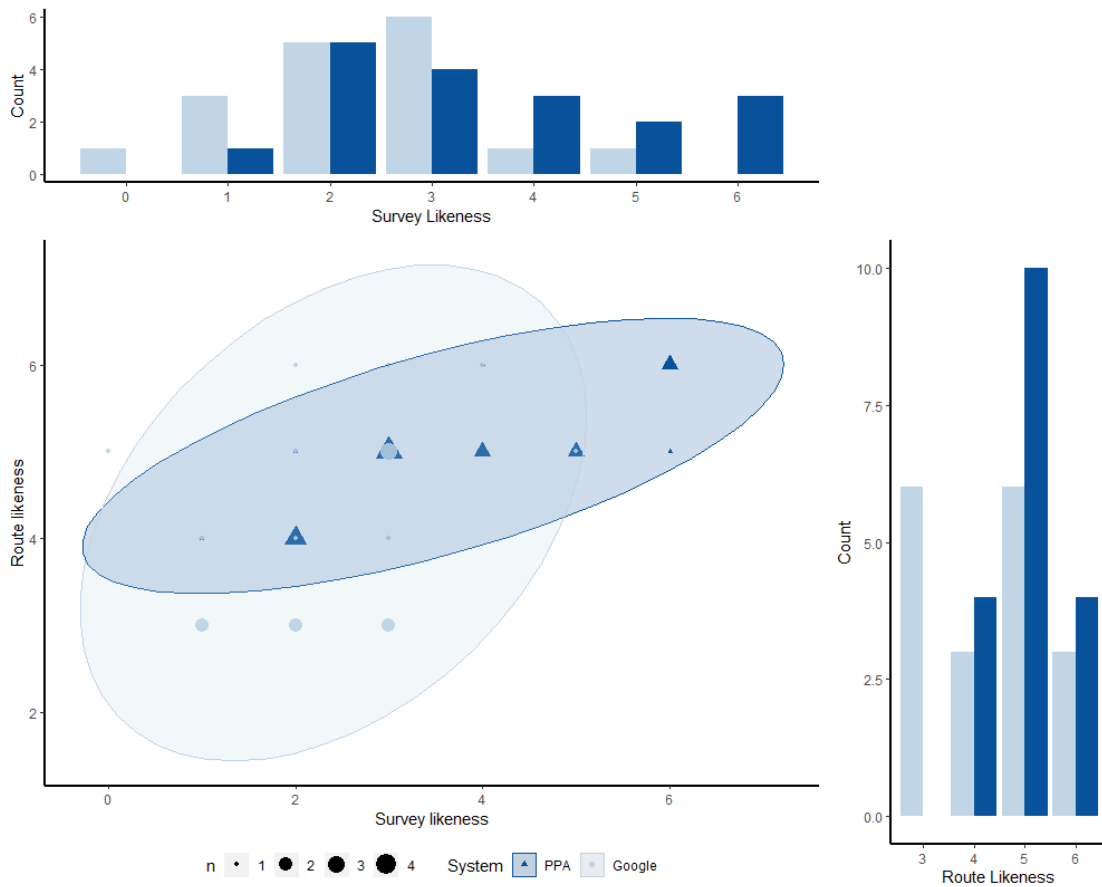 6
4
2
0
Count
0 1 2 3 4 5 6
Survey Likeness
6
4
2
Route likeness
0 2 4 6
Survey likeness
10.0
7.5
5.0
2.5
0.0
Count
3 4 5 6
Route Likeness
n 1 2 3 4 System PPA Google